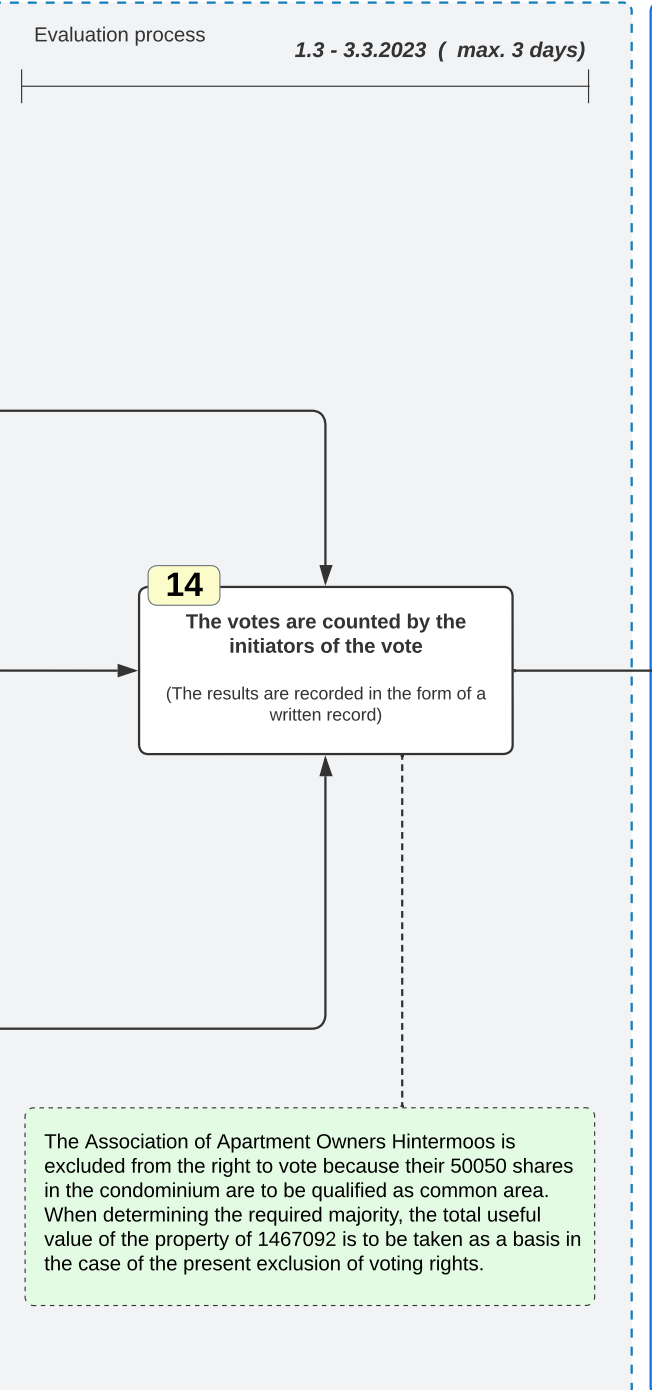 Evaluation process
1.3 - 3.3.2023 ( max. 3 days)
14
The votes are counted by the
initiators of the vote
(The results are recorded in the form of a
written record)
The Association of Apartment Owners Hintermoos is
excluded from the right to vote because their 50050 shares
in the condominium are to be qualified as common area.
When determining the required majority, the total useful
value of the property of 1467092 is to be taken as a basis in
the case of the present exclusion of voting rights.